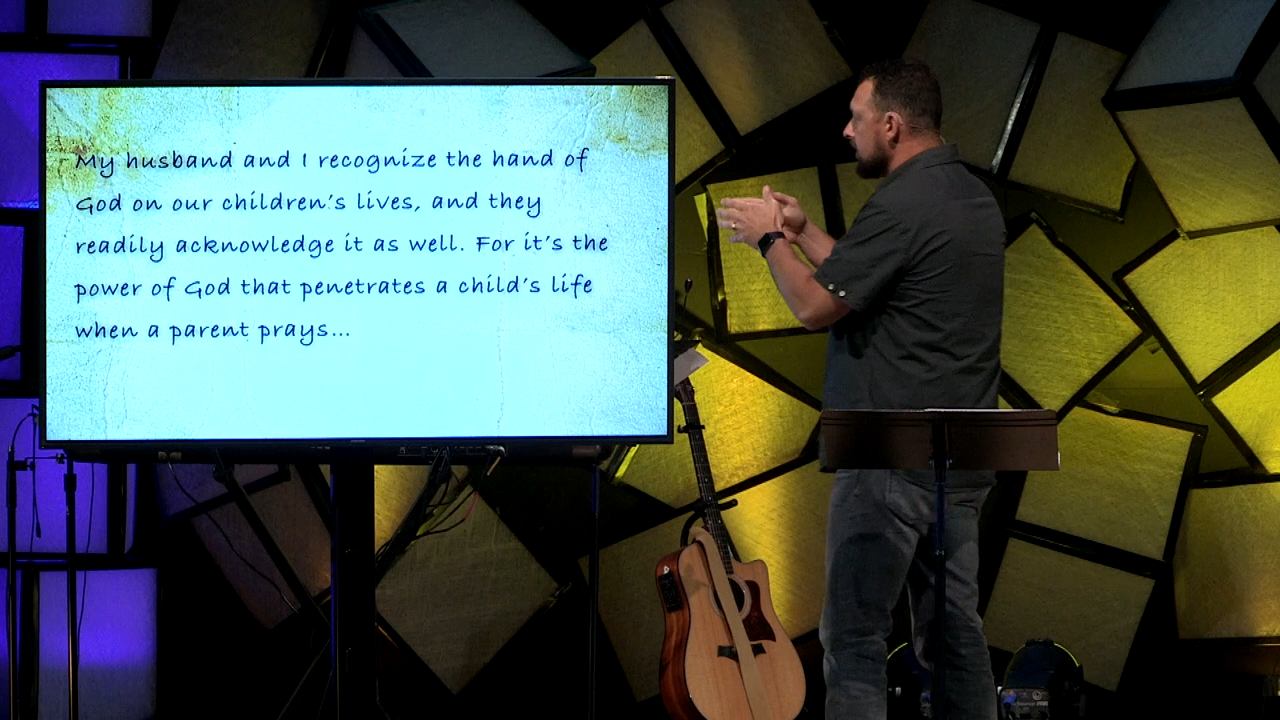 My husband and I recognize the hand of
God on our children's lives, and they
readily acknowledge it as well. For it's the
power of God that penetrates a child's life
when a parent prays...